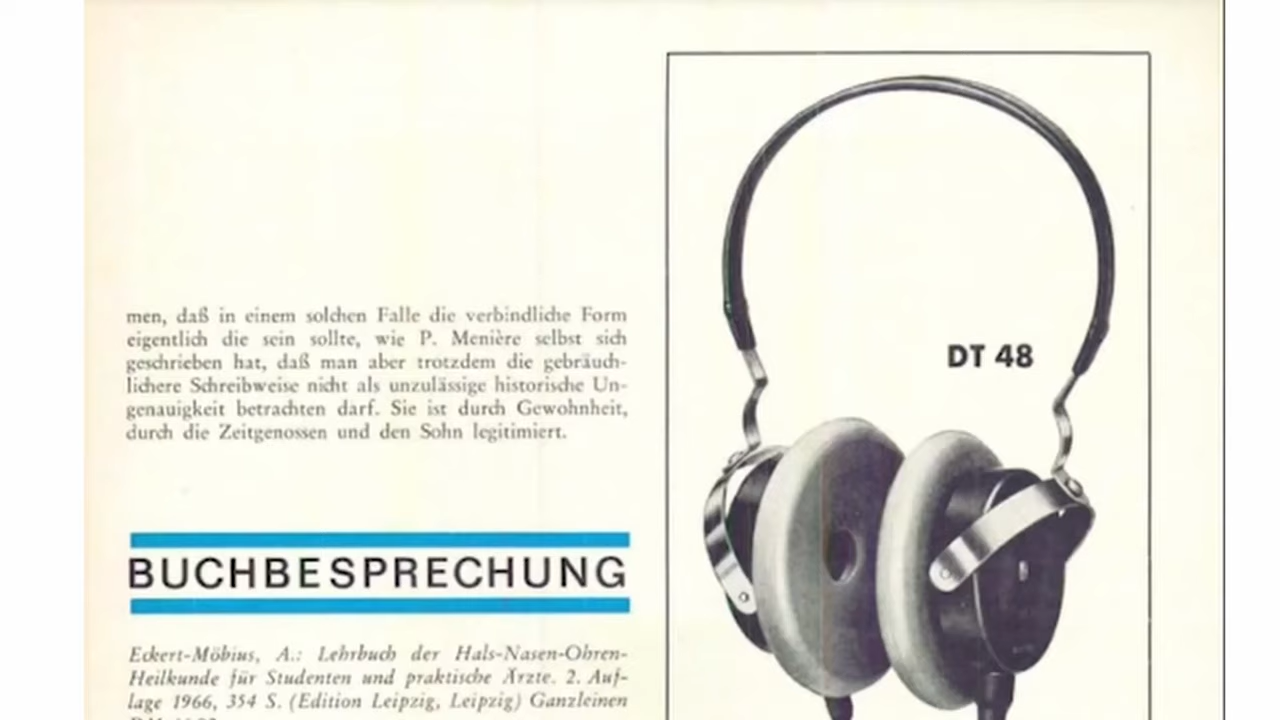 men, daß in einem solchen Falle die verbindliche Form
eigentlich die sein sollte, wie P. Menière selbst sich
geschrieben hat, daß man aber trotzdem die gebräuch-
lichere Schreibweise nicht als unzulässige historische Un-
genauigkeit betrachten darf. Sie ist durch Gewohnheit,
durch die Zeitgenossen und den Sohn legitimiert.
BUCHBESPRECHUNG
Eckert-Möbius, A.: Lehrbuch der Hals-Nasen-Ohren-
Heilkunde für Studenten und praktische Ärzte. 2. Auf-
lage 1966, 354 S. (Edition Leipzig, Leipzig) Ganzleinen
DT 48